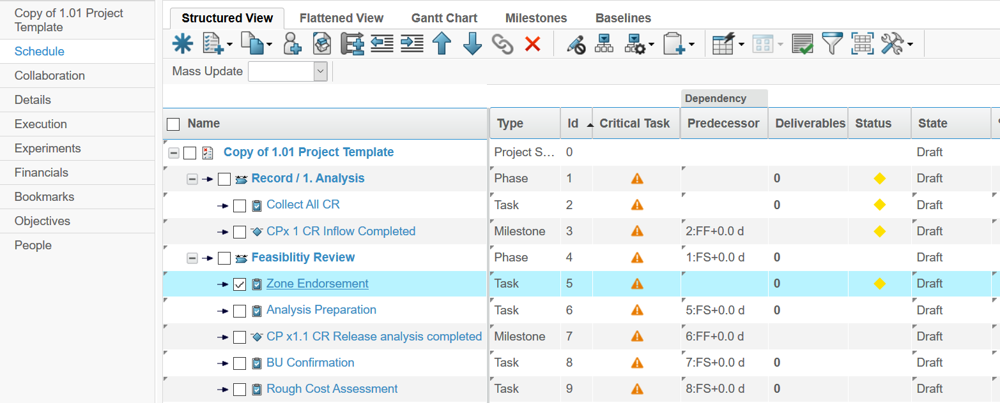 Copy of 1.01 Project
Template
Schedule
Collaboration
Details
Execution
Experiments
Financials
Bookmarks
Objectives
People
Structured View Flattened View Gantt Chart Milestones Baselines
Mass Update
Dependency
Name Type Id Critical Task Predecessor Deliverables Status State
Copy of 1.01 Project Template Project S... 0 Draft
Record / 1. Analysis Phase 1 0 Draft
Collect All CR Task 2 0 Draft
CPx 1 CR Inflow Completed Milestone 3 2:FF+0.0 d Draft
Feasiblitiy Review Phase 4 1:FS+0.0 d 0 Draft
Zone Endorsement Task 5 0 Draft
Analysis Preparation Task 6 5:FS+0.0 d 0 Draft
CP x1.1 CR Release analysis completed Milestone 7 6:FF+0.0 d Draft
BU Confirmation Task 8 7:FS+0.0 d 0 Draft
Rough Cost Assessment Task 9 8:FS+0.0 d 0 Draft